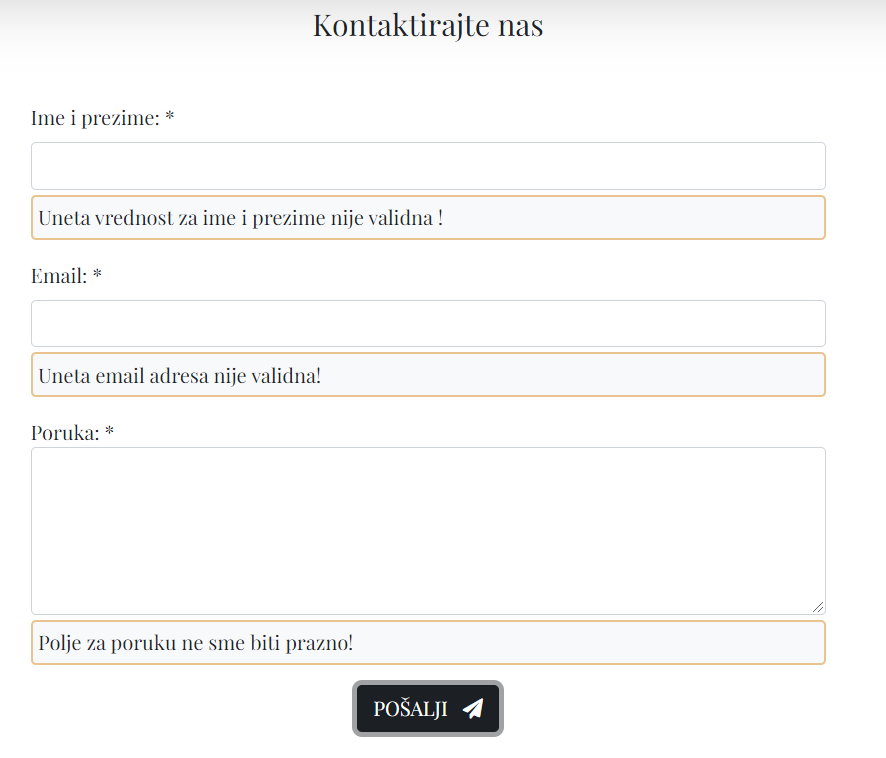 Kontaktirajte nas
Ime i prezime: *
Uneta vrednost za ime i prezime nije validna !
Email: *
Uneta email adresa nije validna!
Poruka: *
Polje za poruku ne sme biti prazno!
POŠALJI